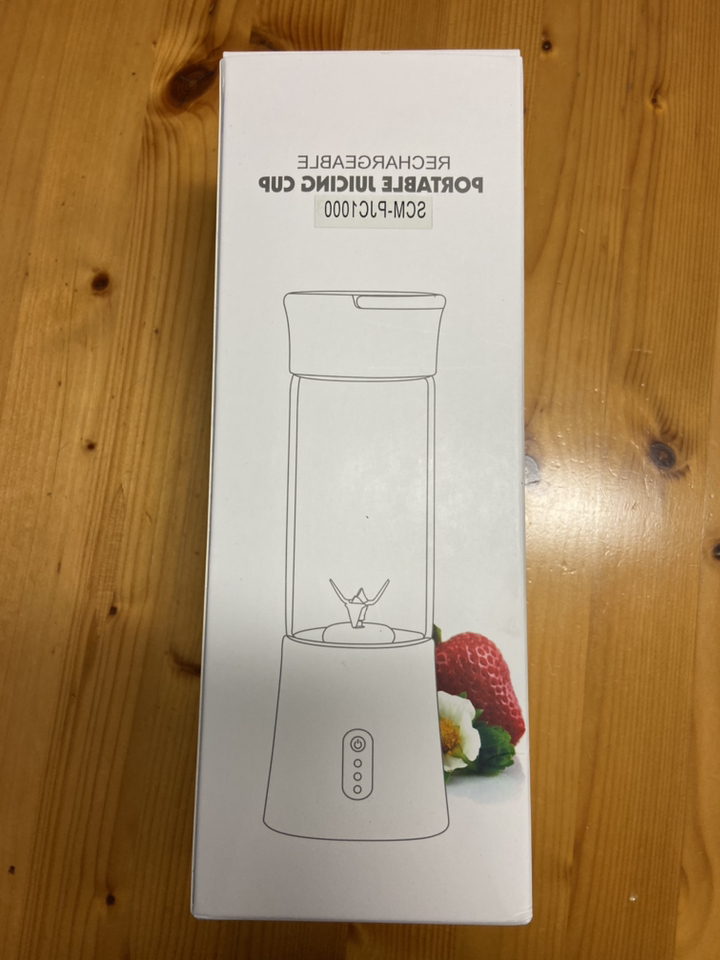 RECHARGEABLE
PORTABLE JUICING CUP
SCM-PJC1000